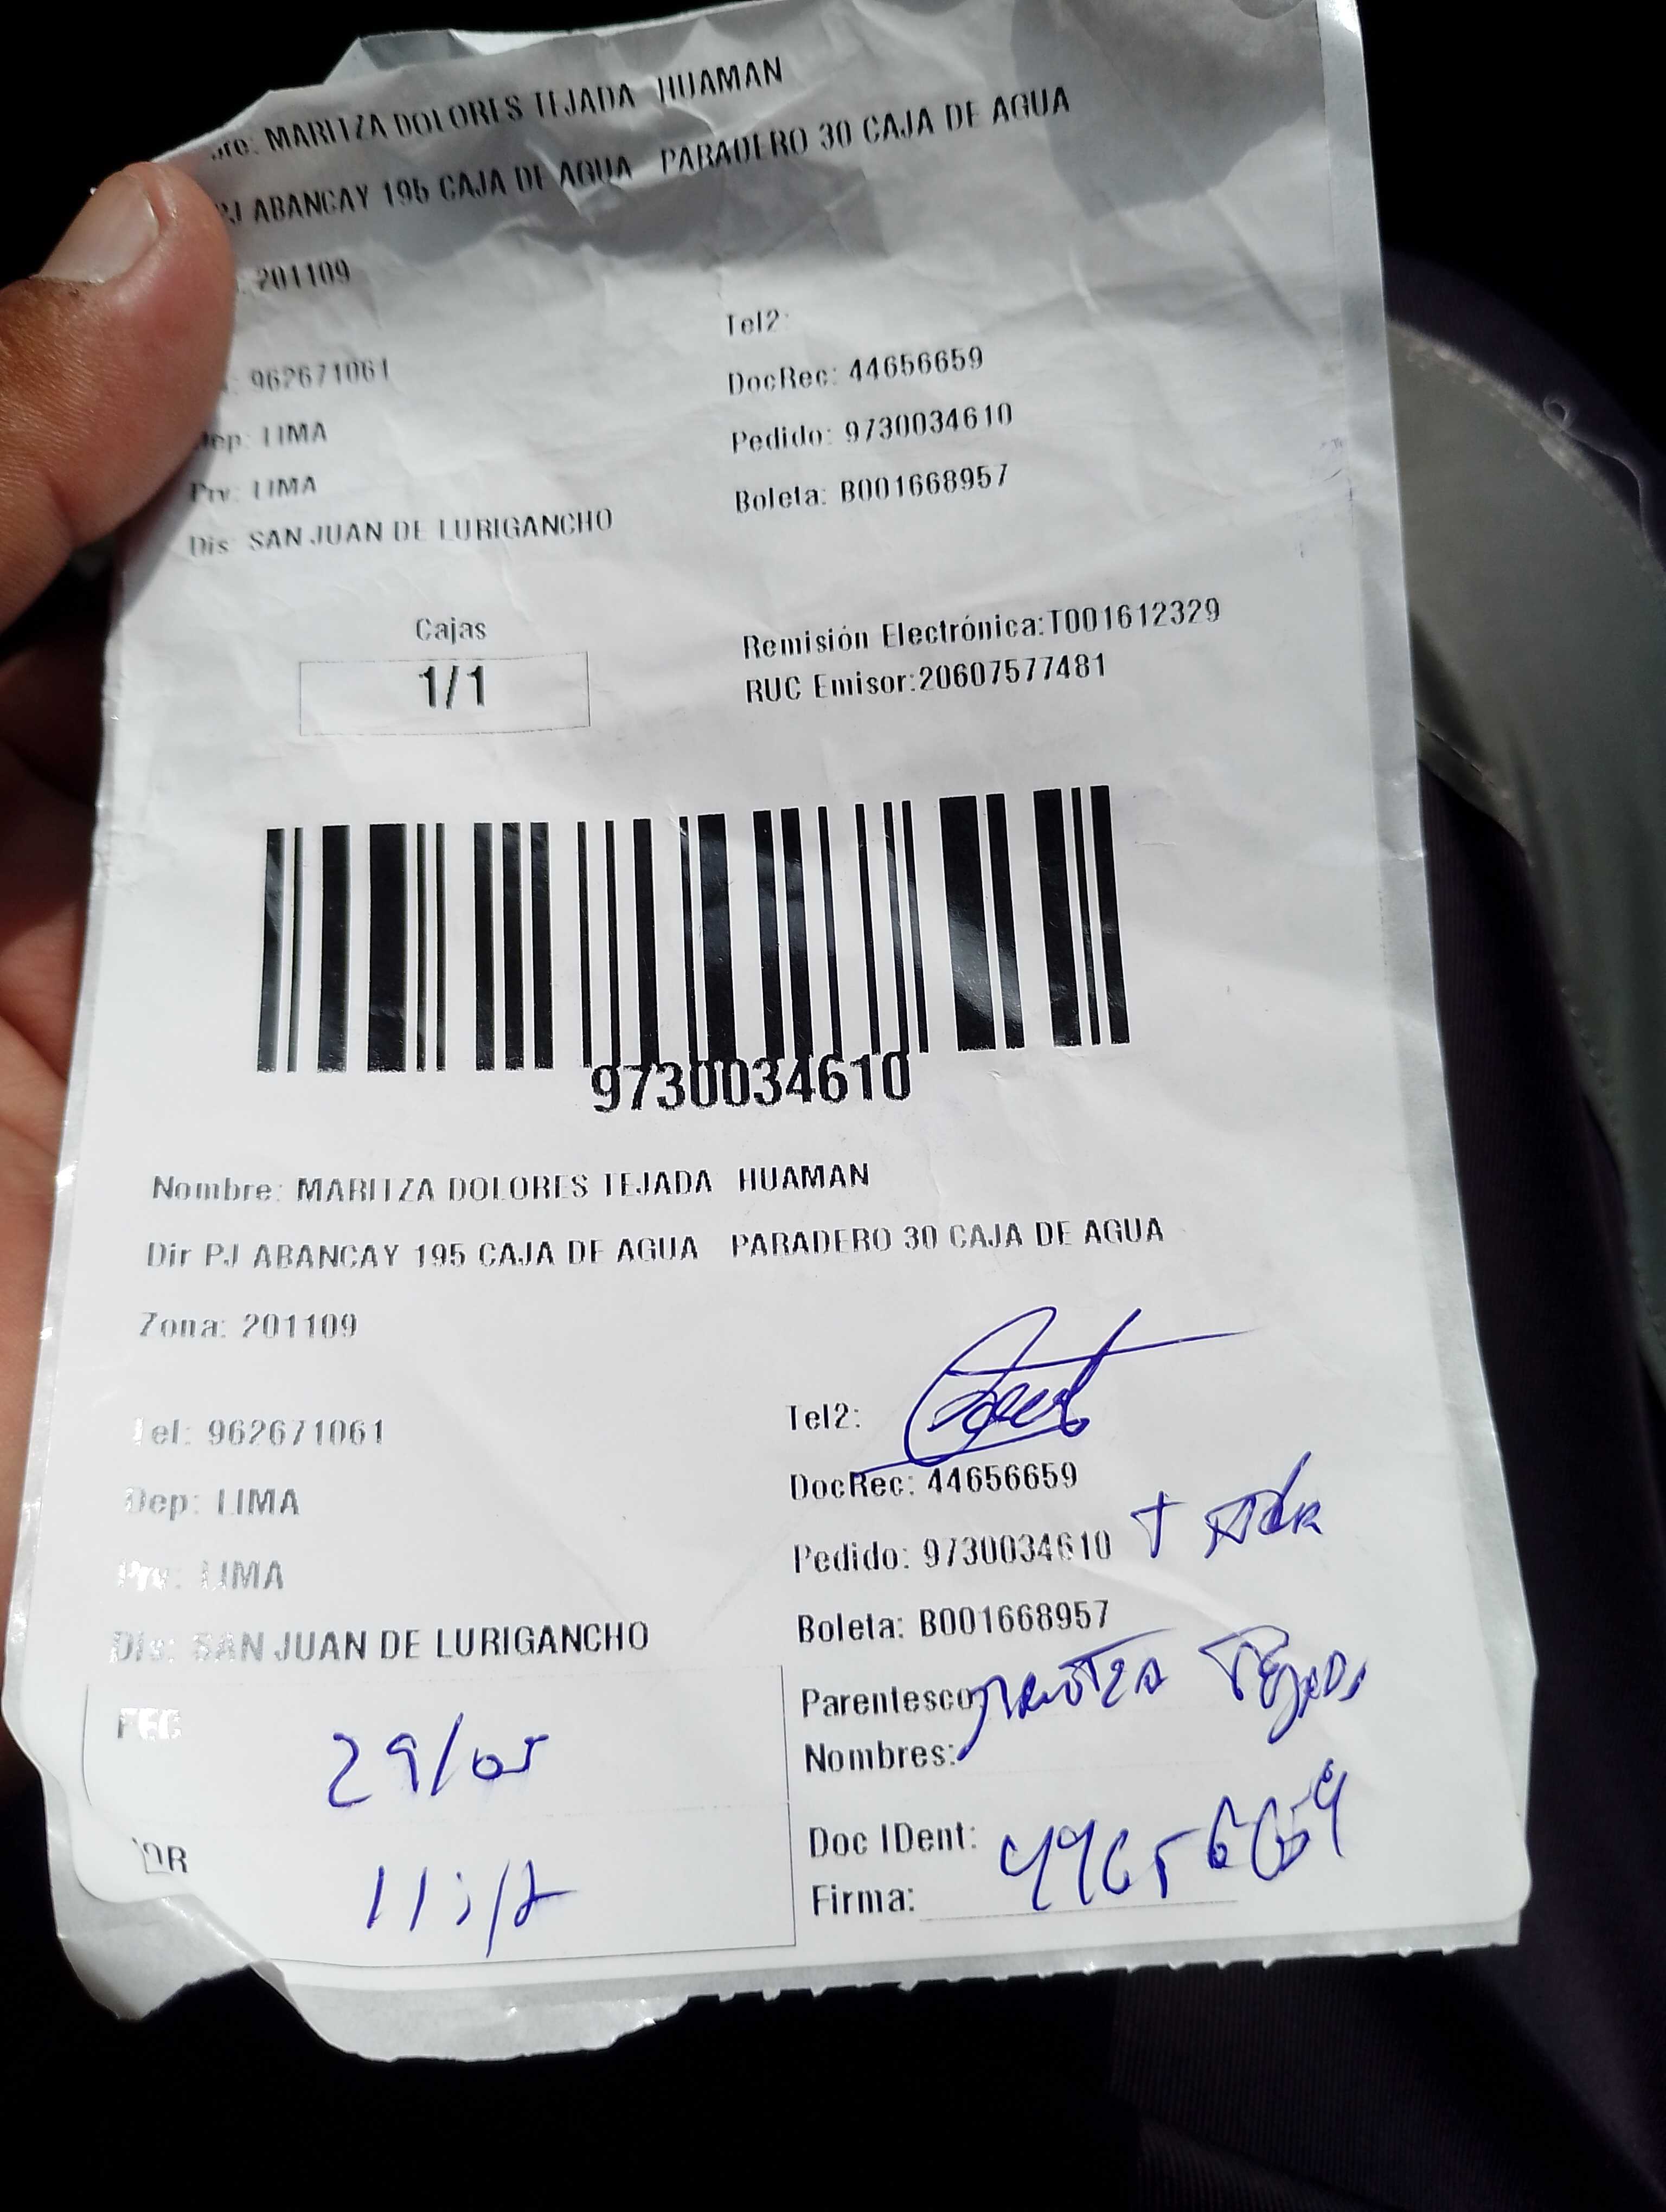 MARITZA DOLORES TEJADA HUAMAN
PJ ABANCAY 195 CAJA DE AGUA PARADERO 30 CAJA DE AGUA
201109
Tel2:
: 962671061
DocRec: 44656659
Dep: LIMA
Pedido: 9730034610
Prv: LIMA
Boleta: B001668957
Dis: SAN JUAN DE LURIGANCHO
Cajas
1/1
Remisión Electrónica:T001612329
RUC Emisor:20607577481
9730034610
Nombre: MARITZA DOLORES TEJADA HUAMAN
Dir PJ ABANCAY 195 CAJA DE AGUA PARADERO 30 CAJA DE AGUA
Zona: 201109
Tel: 962671061
Tel2:
Dep: LIMA
DocRec: 44656659
Prv: LIMA
Pedido: 9730034610
Dis: SAN JUAN DE LURIGANCHO
Boleta: B001668957
FEC 29/05
Parentesco Maritza Tejada
Nombres:
Doc IDent: 44656659
Firma: